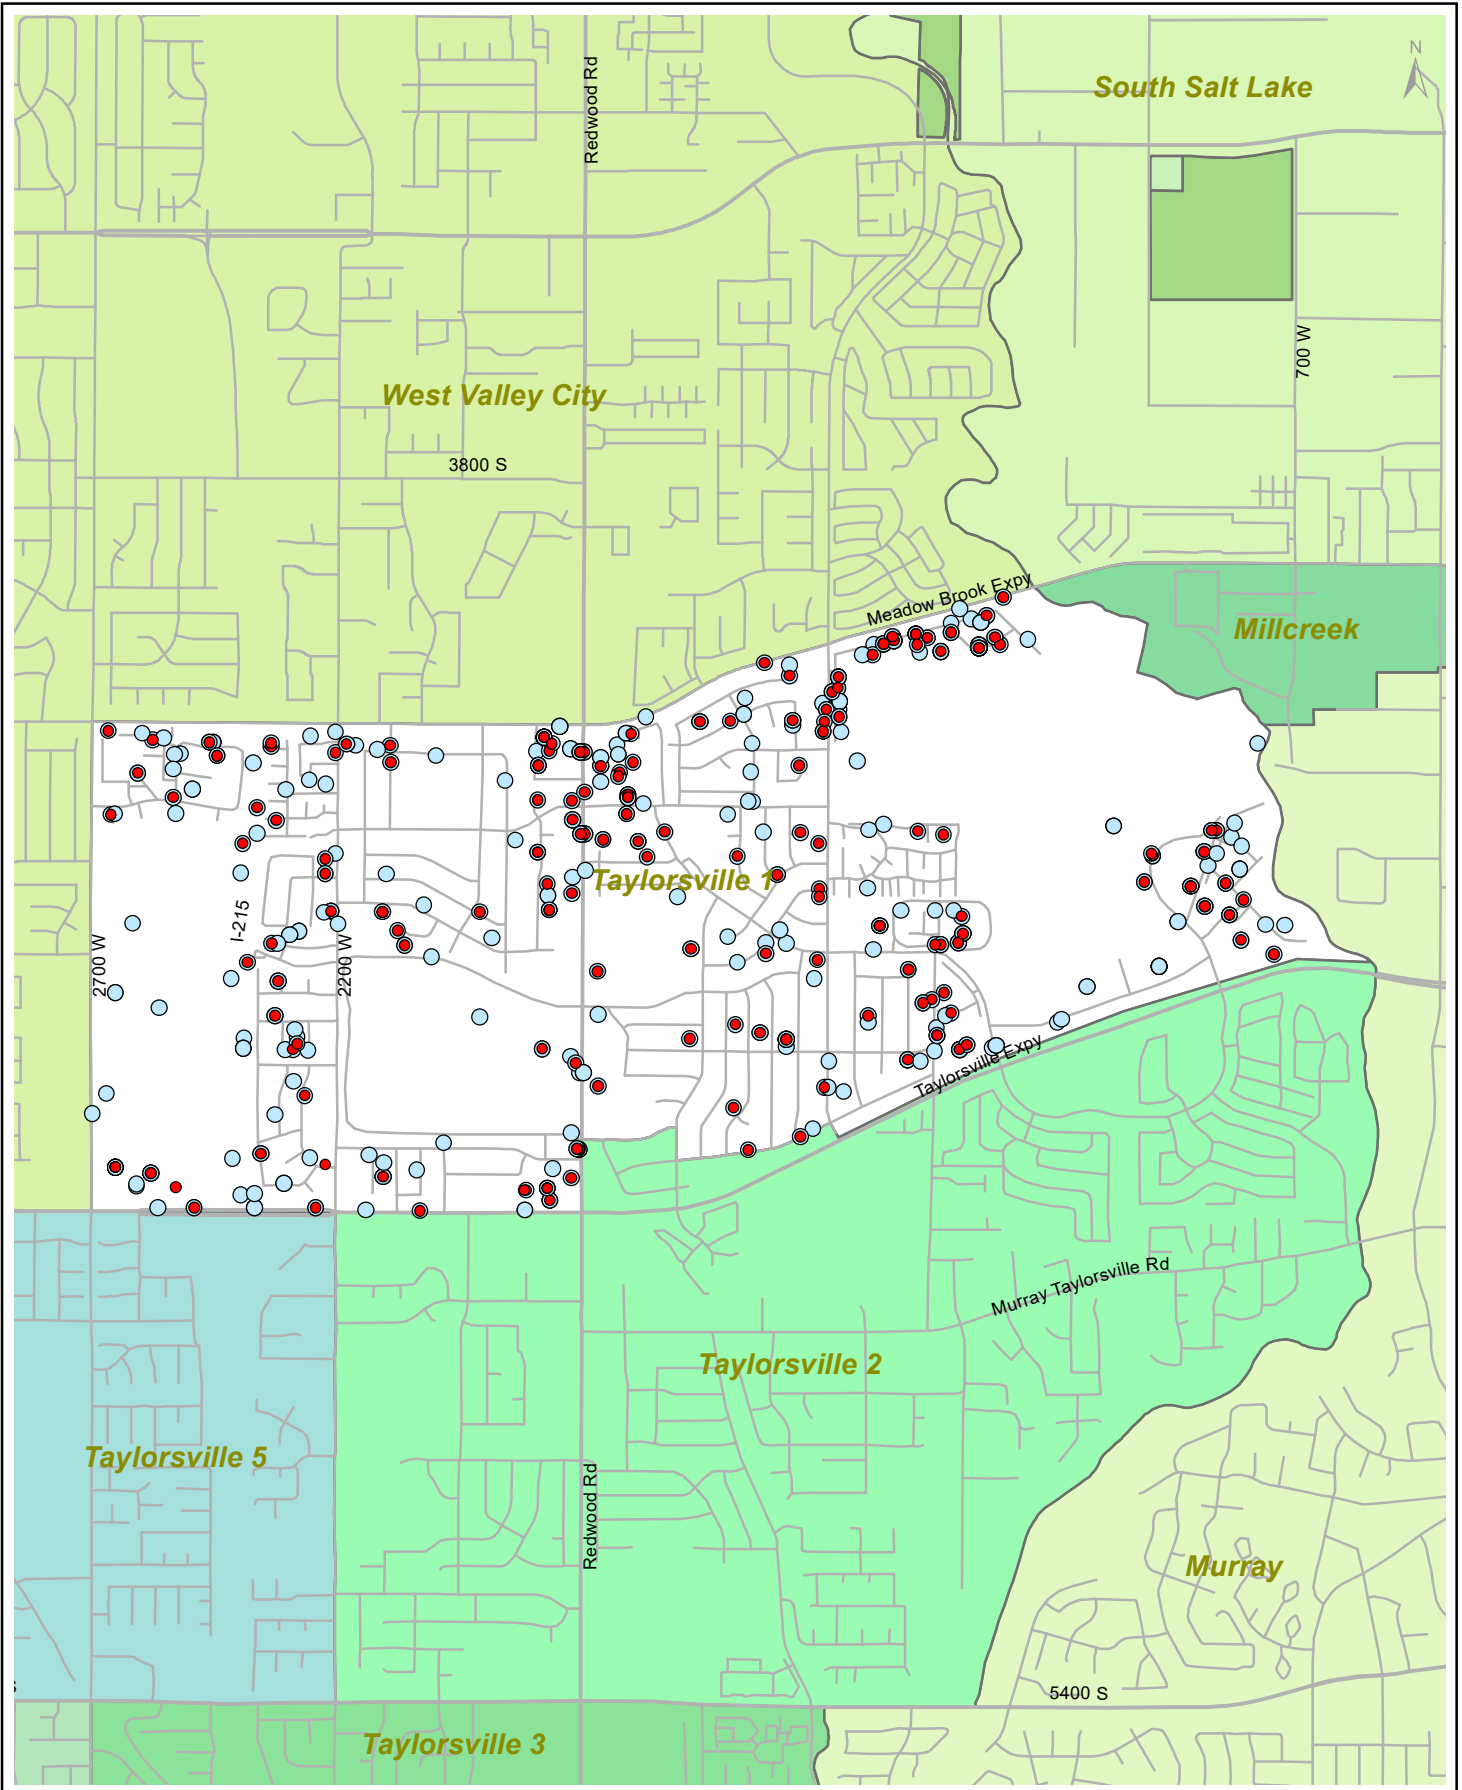 N
South Salt Lake
Redwood Rd
700 W
West Valley City
3800 S
Meadow Brook Expy
Millcreek
Taylorsville 1
I-215
2700 W
2200 W
Taylorsville Expy
Murray Taylorsville Rd
Taylorsville 2
Taylorsville 5
Redwood Rd
Murray
5400 S
Taylorsville 3